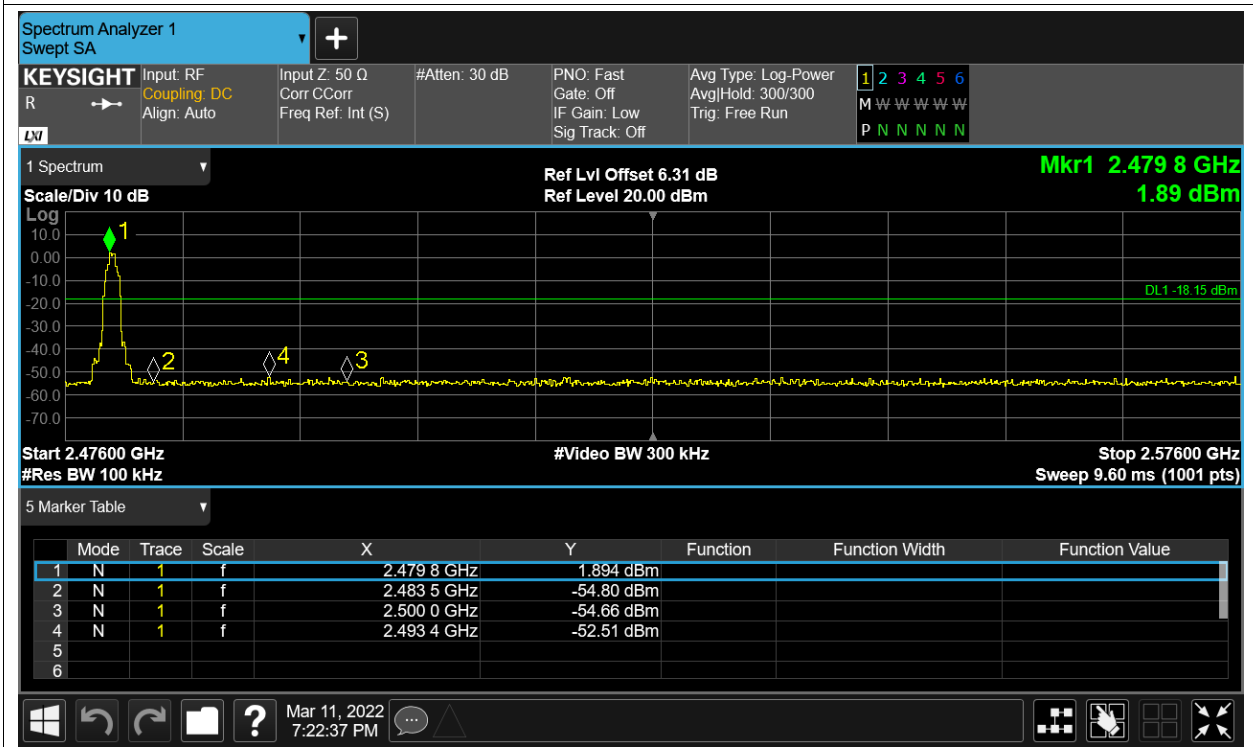 Spectrum Analyzer 1
Swept SA
KEYSIGHT Input: RF Input Z: 50 Ω #Atten: 30 dB PNO: Fast Avg Type: Log-Power 1 2 3 4 5 6
R Coupling: DC Corr CCorr Gate: Off Avg|Hold: 300/300 M W W W W W
Align: Auto Freq Ref: Int (S) IF Gain: Low Trig: Free Run
LXI Sig Track: Off P N N N N N
1 Spectrum Ref Lvl Offset 6.31 dB Mkr1 2.479 8 GHz
Scale/Div 10 dB Ref Level 20.00 dBm 1.89 dBm
Log
10.0 1
0.00
-10.0
DL1 -18.15 dBm
-20.0
-30.0
-40.0
2 4 3
-50.0
-60.0
-70.0
Start 2.47600 GHz #Video BW 300 kHz Stop 2.57600 GHz
#Res BW 100 kHz Sweep 9.60 ms (1001 pts)
5 Marker Table
Mode Trace Scale X Y Function Function Width Function Value
1 N 1 f 2.479 8 GHz 1.894 dBm
2 N 1 f 2.483 5 GHz -54.80 dBm
3 N 1 f 2.500 0 GHz -54.66 dBm
4 N 1 f 2.493 4 GHz -52.51 dBm
5
6
? Mar 11, 2022
7:22:37 PM